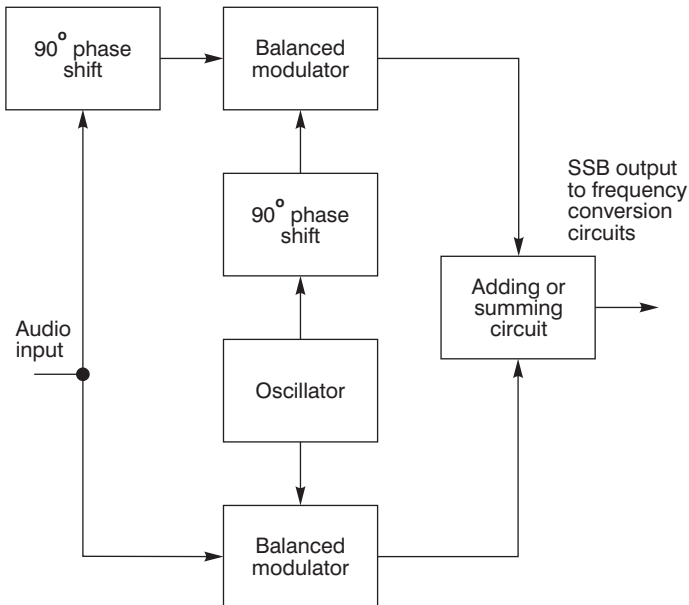 90° phase
shift
Balanced
modulator
90° phase
shift
SSB output
to frequency
conversion
circuits
Adding or
summing
circuit
Audio
input
Oscillator
Balanced
modulator